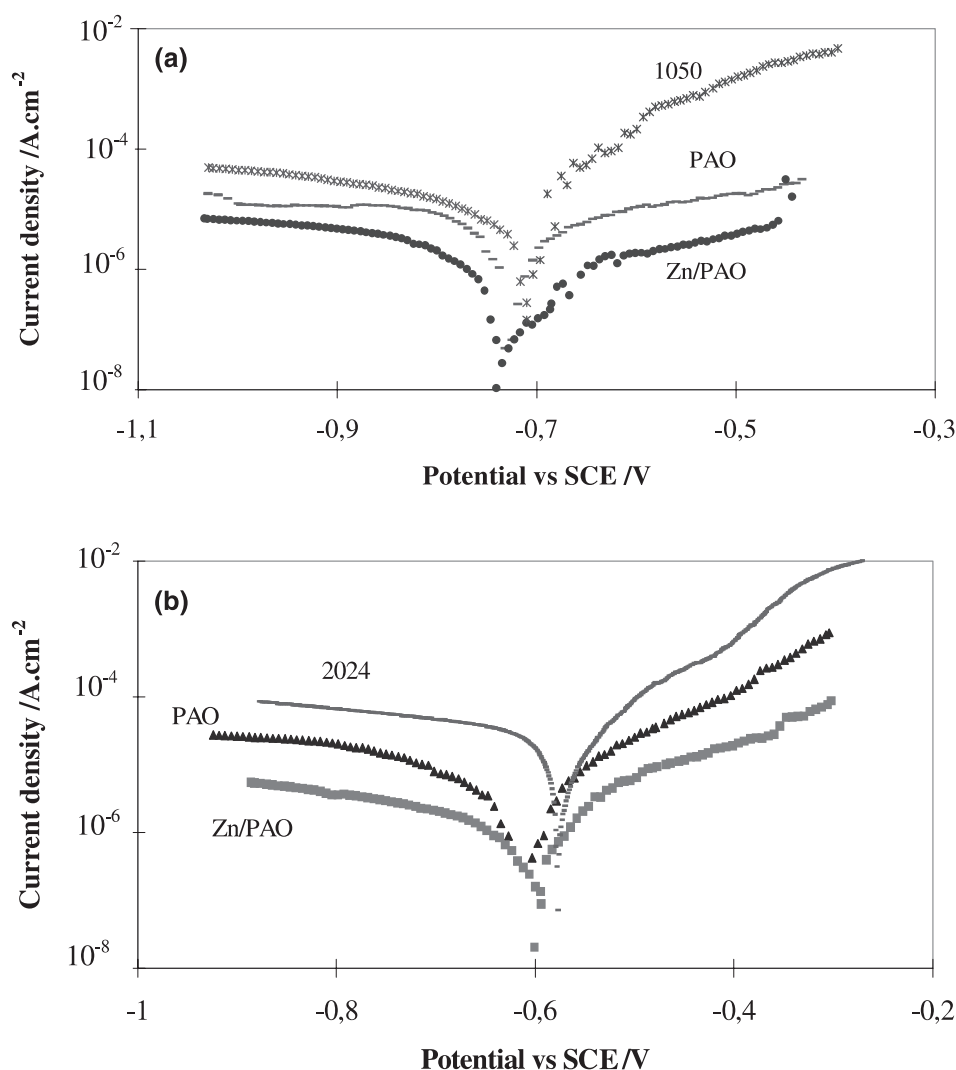 10-2
(a)
1050
10-4
PAO
10-6
Zn/PAO
10-8
-1,1 -0,9 -0,7 -0,5 -0,3
Current density /A.cm-2
Potential vs SCE /V
10-2
(b)
2024
10-4
PAO
10-6
Zn/PAO
10-8
-1 -0,8 -0,6 -0,4 -0,2
Current density /A.cm-2
Potential vs SCE /V